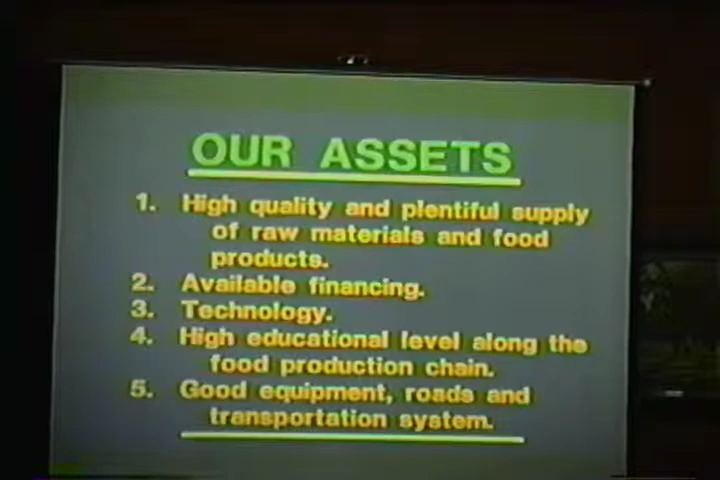 OUR ASSETS
1. High quality and plentiful supply
of raw materials and food
products.
2. Available financing.
3. Technology.
4. High educational level along the
food production chain.
5. Good equipment, roads and
transportation system.